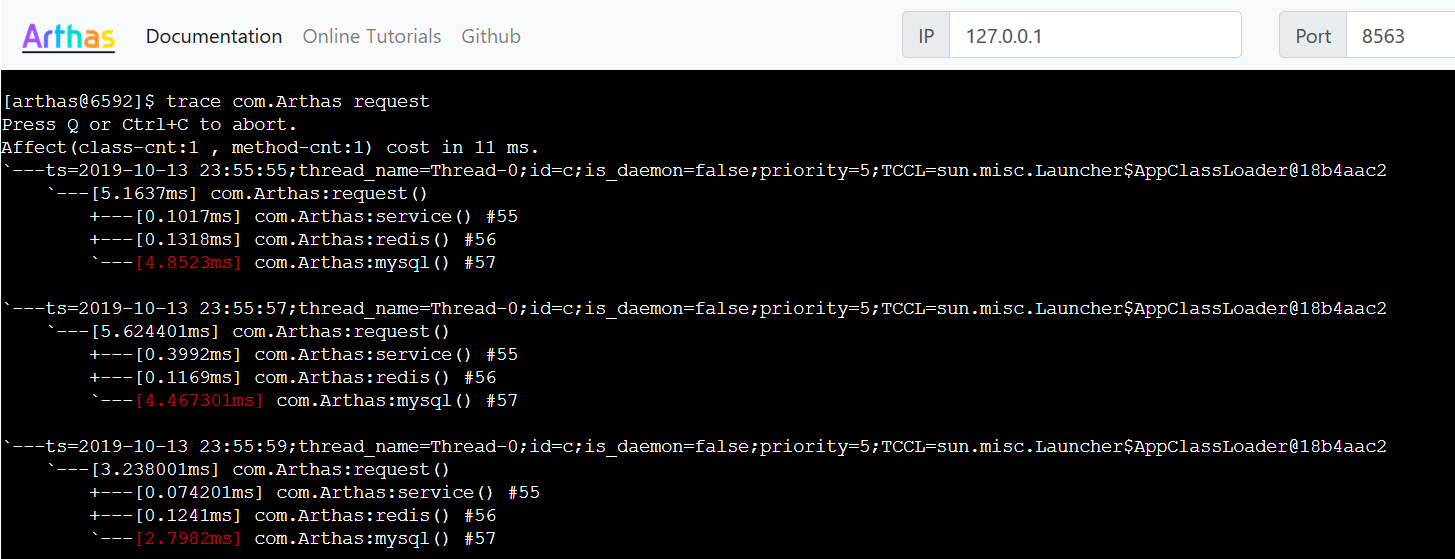 Arthas Documentation Online Tutorials Github IP 127.0.0.1 Port 8563
[arthas@6592]$ trace com.Arthas request
Press Q or Ctrl+C to abort.
Affect(class-cnt:1 , method-cnt:1) cost in 11 ms.
`---ts=2019-10-13 23:55:55;thread_name=Thread-0;id=c;is_daemon=false;priority=5;TCCL=sun.misc.Launcher$AppClassLoader@18b4aac2
    `---[5.1637ms] com.Arthas:request()
        +---[0.1017ms] com.Arthas:service() #55
        +---[0.1318ms] com.Arthas:redis() #56
        `---[4.8523ms] com.Arthas:mysql() #57
`---ts=2019-10-13 23:55:57;thread_name=Thread-0;id=c;is_daemon=false;priority=5;TCCL=sun.misc.Launcher$AppClassLoader@18b4aac2
    `---[5.624401ms] com.Arthas:request()
        +---[0.3992ms] com.Arthas:service() #55
        +---[0.1169ms] com.Arthas:redis() #56
        `---[4.467301ms] com.Arthas:mysql() #57
`---ts=2019-10-13 23:55:59;thread_name=Thread-0;id=c;is_daemon=false;priority=5;TCCL=sun.misc.Launcher$AppClassLoader@18b4aac2
    `---[3.238001ms] com.Arthas:request()
        +---[0.074201ms] com.Arthas:service() #55
        +---[0.1241ms] com.Arthas:redis() #56
        `---[2.7982ms] com.Arthas:mysql() #57